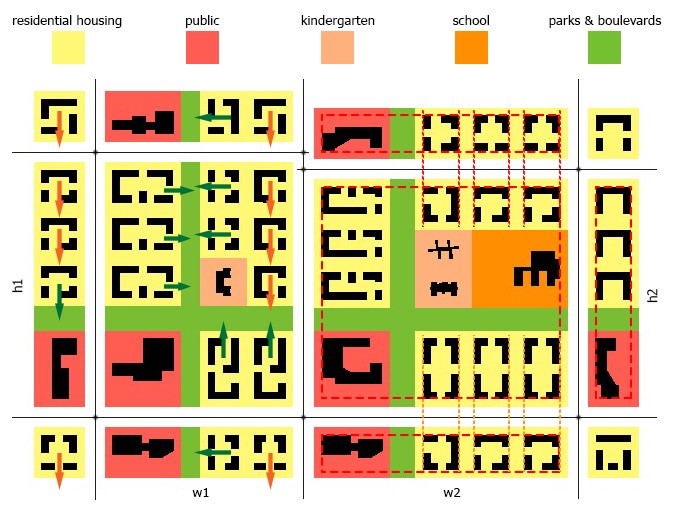 residential housing public kindergarten school parks & boulevards
h1
h2
w1 w2